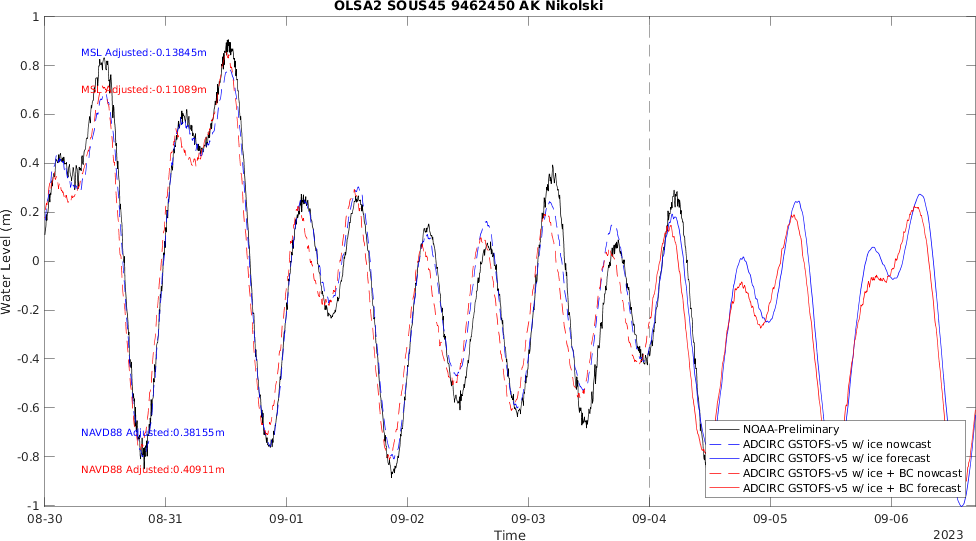 OLSA2 SOUS45 9462450 AK Nikolski
MSL Adjusted:-0.13845m
MSL Adjusted:-0.11089m
NAVD88 Adjusted:0.38155m
NAVD88 Adjusted:0.40911m
Water Level (m)
1
0.8
0.6
0.4
0.2
0
-0.2
-0.4
-0.6
-0.8
-1
NOAA-Preliminary
ADCIRC GSTOFS-v5 w/ ice nowcast
ADCIRC GSTOFS-v5 w/ ice forecast
ADCIRC GSTOFS-v5 w/ ice + BC nowcast
ADCIRC GSTOFS-v5 w/ ice + BC forecast
08-30 08-31 09-01 09-02 09-03 09-04 09-05 09-06
Time
2023